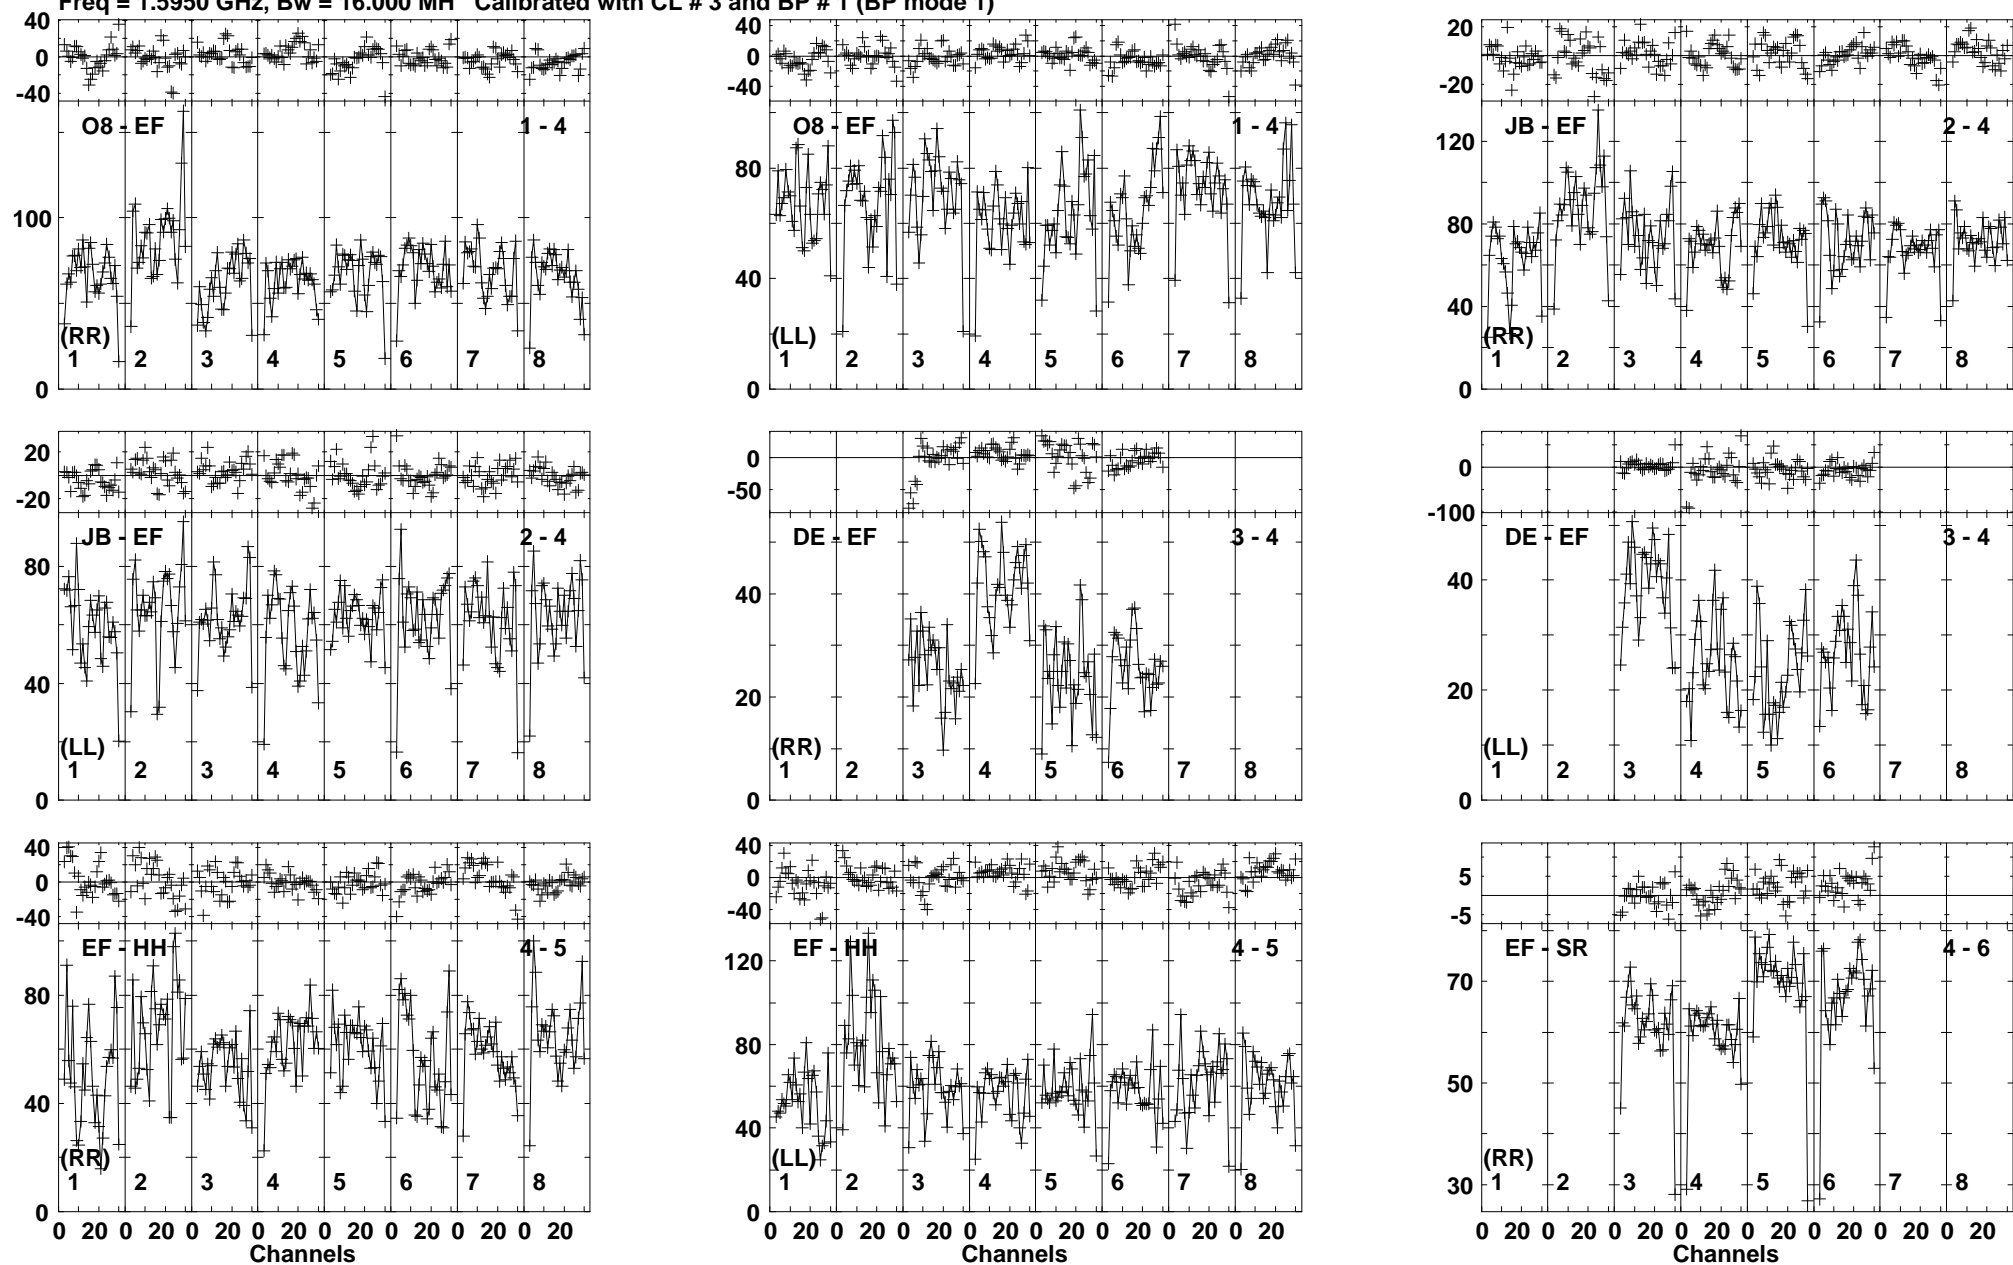 Freq = 1.5950 GHz, Bw = 16.000 MH Calibrated with CL # 3 and BP # 1 (BP mode 1)
40 20 0 -40
O8 - EF 1 - 4
100
(RR)
1 2 3 4 5 6 7 8
0
40 20 0 -40
O8 - EF 1 - 4
80
40
(LL)
1 2 3 4 5 6 7 8
0
20 -20
JB - EF 2 - 4
120
80
40
(RR)
1 2 3 4 5 6 7 8
0
20 0 -20
JB - EF 2 - 4
80
40
(LL)
1 2 3 4 5 6 7 8
0
0 -50
DE - EF 3 - 4
40
20
(RR)
1 2 3 4 5 6 7 8
0
0 -100
DE - EF 3 - 4
40
20
(LL)
1 2 3 4 5 6 7 8
0
40 20 0 -40
EF - HH 4 - 5
80
40
(RR)
1 2 3 4 5 6 7 8
0
0 20 0 20 0 20 0 20 0 20 0 20 0 20 0 20
Channels
40 20 0 -40
EF - HH 4 - 5
120
80
40
(LL)
1 2 3 4 5 6 7 8
0
0 20 0 20 0 20 0 20 0 20 0 20 0 20 0 20
Channels
5 -5
EF - SR 4 - 6
70
50
(RR)
30 1 2 3 4 5 6 7 8
0 20 0 20 0 20 0 20 0 20 0 20 0 20 0 20
Channels